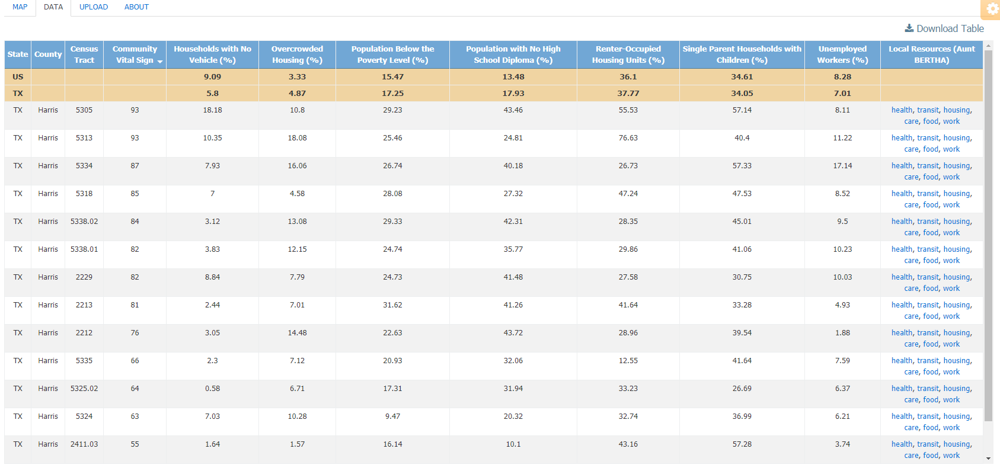 MAP DATA UPLOAD ABOUT
Download Table
State County Census Tract Community Vital Sign Households with No Vehicle (%) Overcrowded Housing (%) Population Below the Poverty Level (%) Population with No High School Diploma (%) Renter-Occupied Housing Units (%) Single Parent Households with Children (%) Unemployed Workers (%) Local Resources (Aunt BERTHA)
US 9.09 3.33 15.47 13.48 36.1 34.61 8.28
TX 5.8 4.87 17.25 17.93 37.77 34.05 7.01
TX Harris 5305 93 18.18 10.8 29.23 43.46 55.53 57.14 8.11 health, transit, housing,
care, food, work
TX Harris 5313 93 10.35 18.08 25.46 24.81 76.63 40.4 11.22 health, transit, housing,
care, food, work
TX Harris 5334 87 7.93 16.06 26.74 40.18 26.73 57.33 17.14 health, transit, housing,
care, food, work
TX Harris 5318 85 7 4.58 28.08 27.32 47.24 47.53 8.52 health, transit, housing,
care, food, work
TX Harris 5338.02 84 3.12 13.08 29.33 42.31 28.35 45.01 9.5 health, transit, housing,
care, food, work
TX Harris 5338.01 82 3.83 12.15 24.74 35.77 29.86 41.06 10.23 health, transit, housing,
care, food, work
TX Harris 2229 82 8.84 7.79 24.73 41.48 27.58 30.75 10.03 health, transit, housing,
care, food, work
TX Harris 2213 81 2.44 7.01 31.62 41.26 41.64 33.28 4.93 health, transit, housing,
care, food, work
TX Harris 2212 76 3.05 14.48 22.63 43.72 28.96 39.54 1.88 health, transit, housing,
care, food, work
TX Harris 5335 66 2.3 7.12 20.93 32.06 12.55 41.64 7.59 health, transit, housing,
care, food, work
TX Harris 5325.02 64 0.58 6.71 17.31 31.94 33.23 26.69 6.37 health, transit, housing,
care, food, work
TX Harris 5324 63 7.03 10.28 9.47 20.32 32.74 36.99 6.21 health, transit, housing,
care, food, work
TX Harris 2411.03 55 1.64 1.57 16.14 10.1 43.16 57.28 3.74 health, transit, housing,
care, food, work